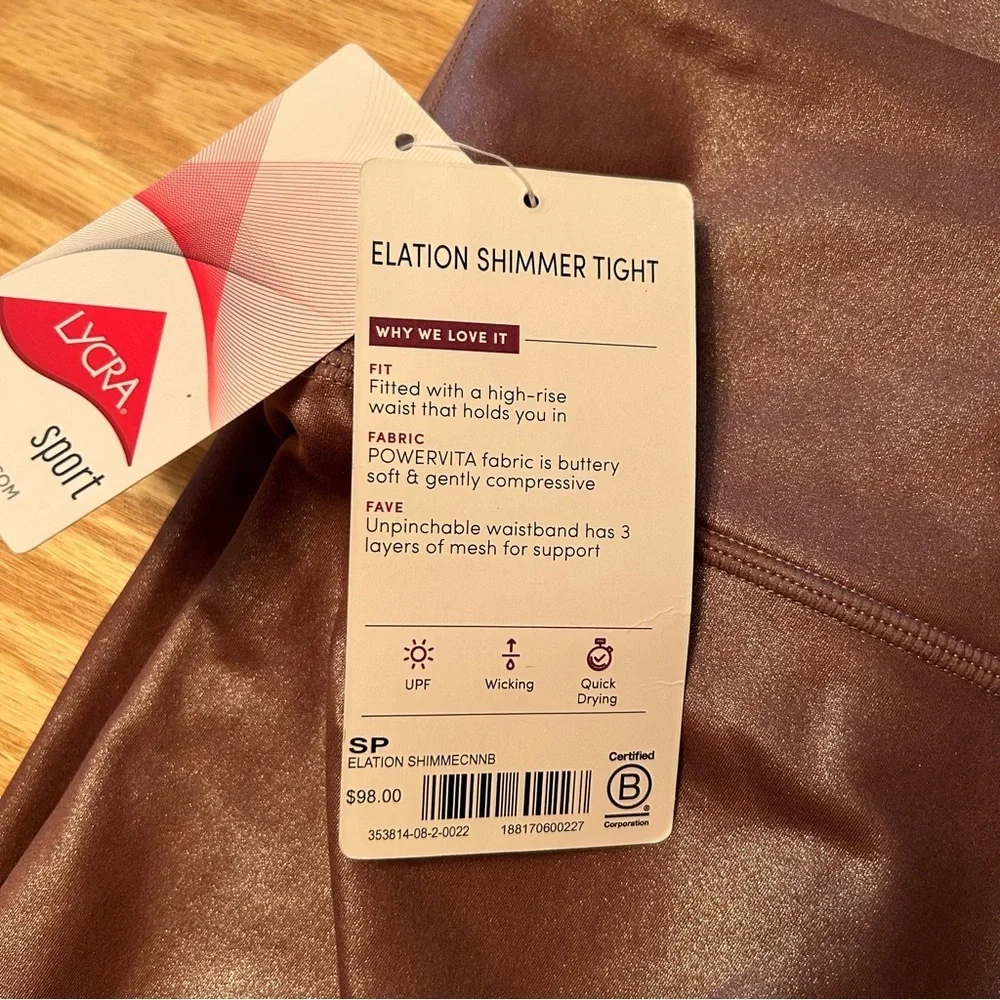 LYCRA®
sport
OM
ELATION SHIMMER TIGHT
WHY WE LOVE IT
FIT
Fitted with a high-rise
waist that holds you in
FABRIC
POWERVITA fabric is buttery
soft & gently compressive
FAVE
Unpinchable waistband has 3
layers of mesh for support
UPF
Wicking
Quick
Drying
SP
ELATION SHIMMECNNB
$98.00
353814-08-2-0022 188170600227
Certified
B
®
Corporation